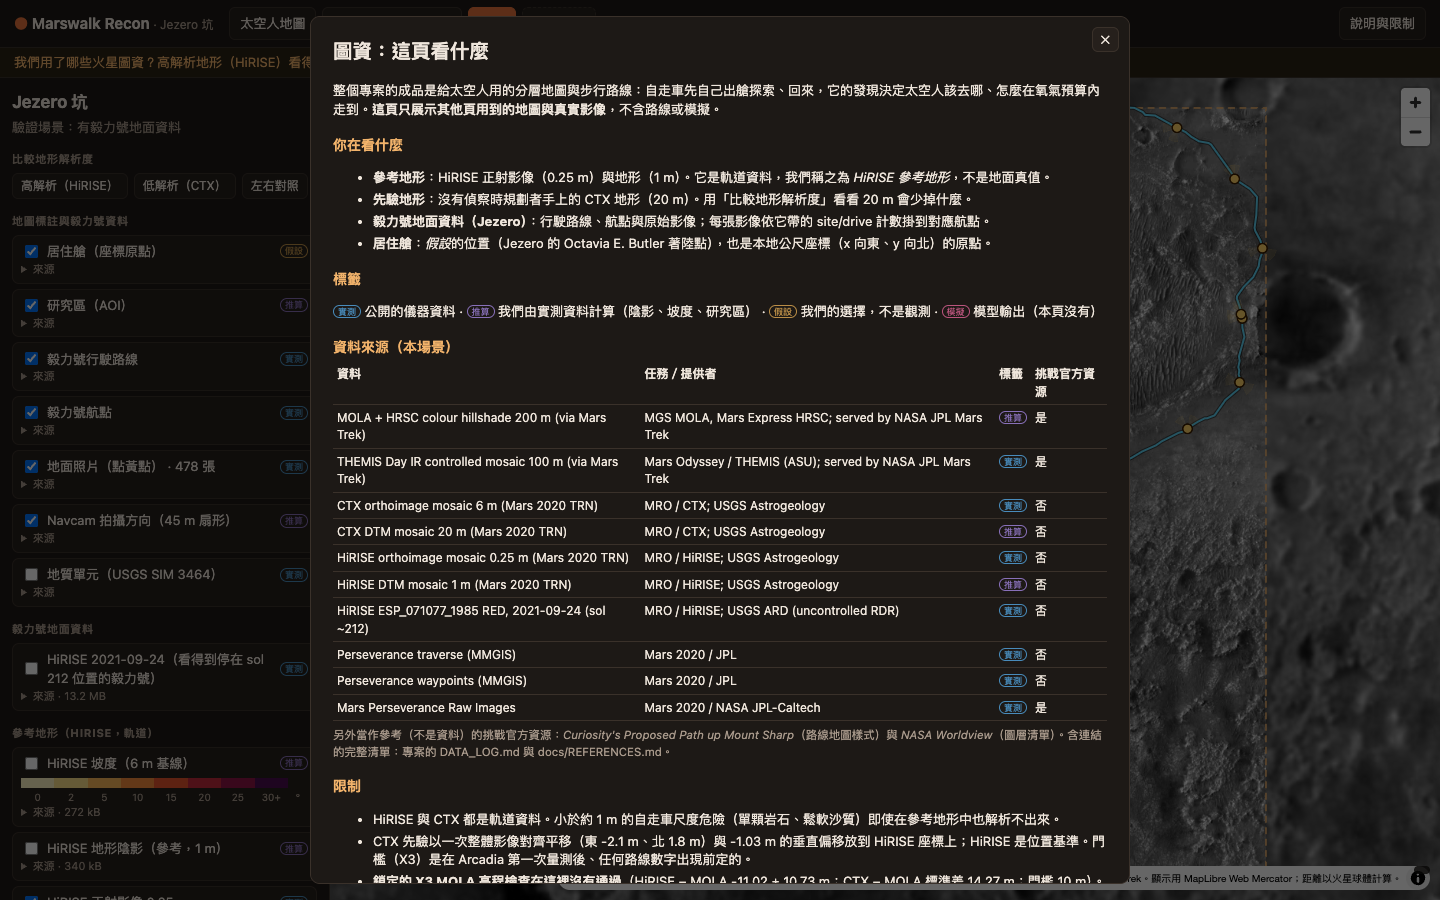 Marswalk Recon · Jezero 坑
太空人地圖
說明與限制
我們用了哪些火星圖資？高解析地形（HiRISE）看得
Jezero 坑
驗證場景：有毅力號地面資料
比較地形解析度
高解析（HiRISE）
低解析（CTX）
左右對照
地圖標註與毅力號資料
居住艙（座標原點） 假設
▶ 來源
研究區（AOI） 推算
▶ 來源
毅力號行駛路線 實測
▶ 來源
毅力號航點 實測
▶ 來源
地面照片（點黃點） · 478 張 實測
▶ 來源
Navcam 拍攝方向（45 m 扇形） 推算
▶ 來源
地質單元（USGS SIM 3464） 實測
▶ 來源
毅力號地面資料
HiRISE 2021-09-24（看得到停在 sol
212 位置的毅力號） 實測
▶ 來源 · 13.2 MB
參考地形（HIRISE，軌道）
HiRISE 坡度（6 m 基線） 推算
0 2 5 10 15 20 25 30+ °
▶ 來源 · 272 kB
HiRISE 地形陰影（參考，1 m） 推算
▶ 來源 · 340 kB
圖資：這頁看什麼
×
整個專案的成品是給太空人用的分層地圖與步行路線：自走車先自己出艙探索、回來，它的發現決定太空人該去哪、怎麼在氧氣預算內
走到。這頁只展示其他頁用到的地圖與真實影像，不含路線或模擬。
你在看什麼
• 參考地形：HiRISE 正射影像（0.25 m）與地形（1 m）。它是軌道資料，我們稱之為 HiRISE 參考地形，不是地面真值。
• 先驗地形：沒有偵察時規劃者手上的 CTX 地形（20 m）。用「比較地形解析度」看看 20 m 會少掉什麼。
• 毅力號地面資料（Jezero）：行駛路線、航點與原始影像；每張影像依它帶的 site/drive 計數掛到對應航點。
• 居住艙：假設的位置（Jezero 的 Octavia E. Butler 著陸點），也是本地公尺座標（x 向東、y 向北）的原點。
標籤
實測 公開的儀器資料 · 推算 我們由實測資料計算（陰影、坡度、研究區） · 假設 我們的選擇，不是觀測 · 模擬 模型輸出（本頁沒有）
資料來源（本場景）
資料 任務 / 提供者 標籤 挑戰官方資
源
MOLA + HRSC colour hillshade 200 m (via Mars
Trek) MGS MOLA, Mars Express HRSC; served by NASA JPL Mars
Trek 推算 是
THEMIS Day IR controlled mosaic 100 m (via Mars
Trek) Mars Odyssey / THEMIS (ASU); served by NASA JPL Mars
Trek 實測 是
CTX orthoimage mosaic 6 m (Mars 2020 TRN) MRO / CTX; USGS Astrogeology 實測 否
CTX DTM mosaic 20 m (Mars 2020 TRN) MRO / CTX; USGS Astrogeology 推算 否
HiRISE orthoimage mosaic 0.25 m (Mars 2020 TRN) MRO / HiRISE; USGS Astrogeology 實測 否
HiRISE DTM mosaic 1 m (Mars 2020 TRN) MRO / HiRISE; USGS Astrogeology 推算 否
HiRISE ESP_071077_1985 RED, 2021-09-24 (sol
~212) MRO / HiRISE; USGS ARD (uncontrolled RDR) 實測 否
Perseverance traverse (MMGIS) Mars 2020 / JPL 實測 否
Perseverance waypoints (MMGIS) Mars 2020 / JPL 實測 否
Mars Perseverance Raw Images Mars 2020 / NASA JPL-Caltech 實測 是
另外當作參考（不是資料）的挑戰官方資源：Curiosity's Proposed Path up Mount Sharp（路線地圖樣式）與 NASA Worldview（圖層清單）。含連結
的完整清單：專案的 DATA_LOG.md 與 docs/REFERENCES.md。
限制
• HiRISE 與 CTX 都是軌道資料。小於約 1 m 的自走車尺度危險（單顆岩石、鬆軟沙質）即使在參考地形中也解析不出來。
• CTX 先驗以一次整體影像對齊平移（東 -2.1 m、北 1.8 m）與 -1.03 m 的垂直偏移放到 HiRISE 座標上；HiRISE 是位置基準。門
檻（X3）是在 Arcadia 第一次量測後、任何路線數字出現前定的。
• 鎖定的 X3 MOLA 高程檢查在這裡沒有通過（HiRISE − MOLA -11.02 ± 10.73 m；CTX − MOLA 標準差 14.27 m；門檻 10 m）。
+
−
rek。顯示用 MapLibre Web Mercator；距離以火星球體計算。